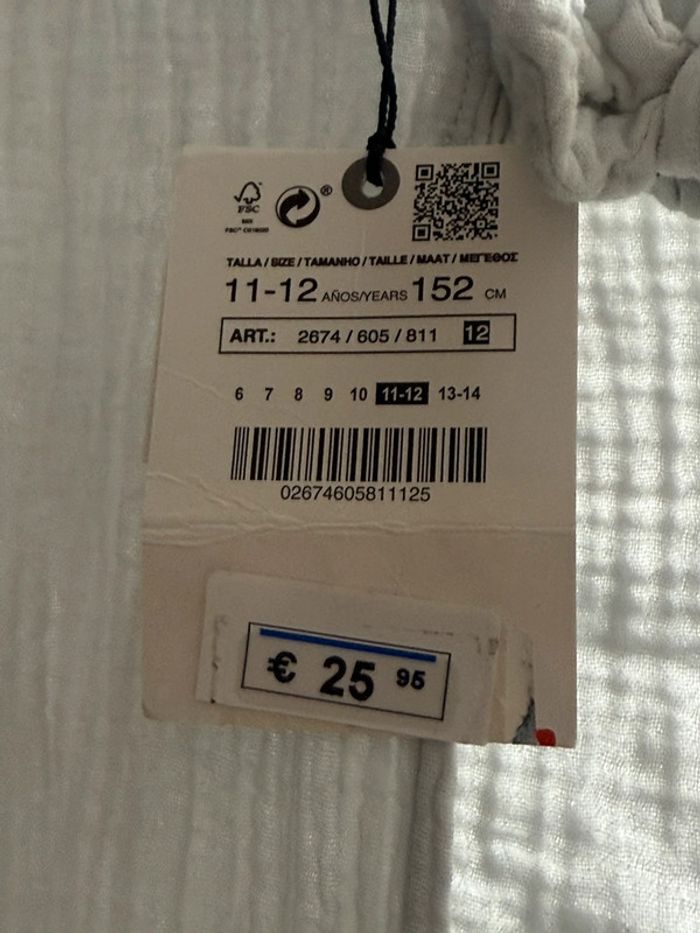 FSC
MIX
®
TALLA / SIZE / TAMANHO / TAILLE / MAAT / ΜΕΓΕΘΟΣ
11-12 AÑOS/YEARS 152 CM
ART.: 2674 / 605 / 811 12
6 7 8 9 10 11-12 13-14
02674605811125
€ 25 95